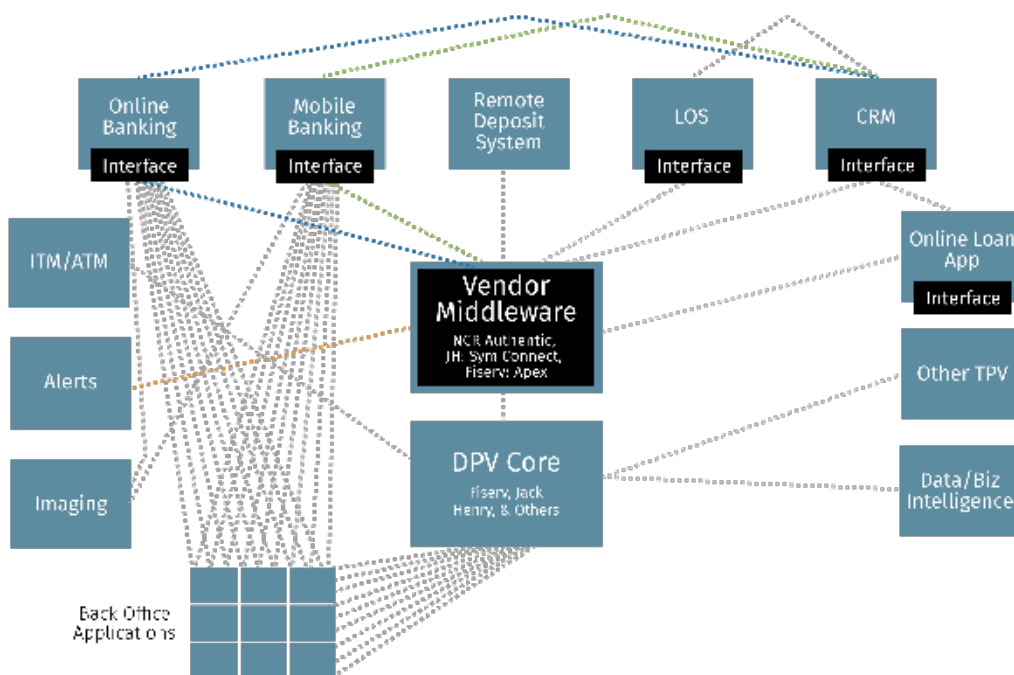 Online
Banking
Interface
Mobile
Banking
Interface
Remote
Deposit
System
LOS
Interface
CRM
Interface
ITM/ATM
Vendor
Middleware
NCR Authentic,
JH: Sym Connect,
Fiserv: Apex
Online Loan
App
Interface
Alerts
Other TPV
DPV Core
Fiserv, Jack
Henry, & Others
Imaging
Data/Biz
Intelligence
Back Office
Applications